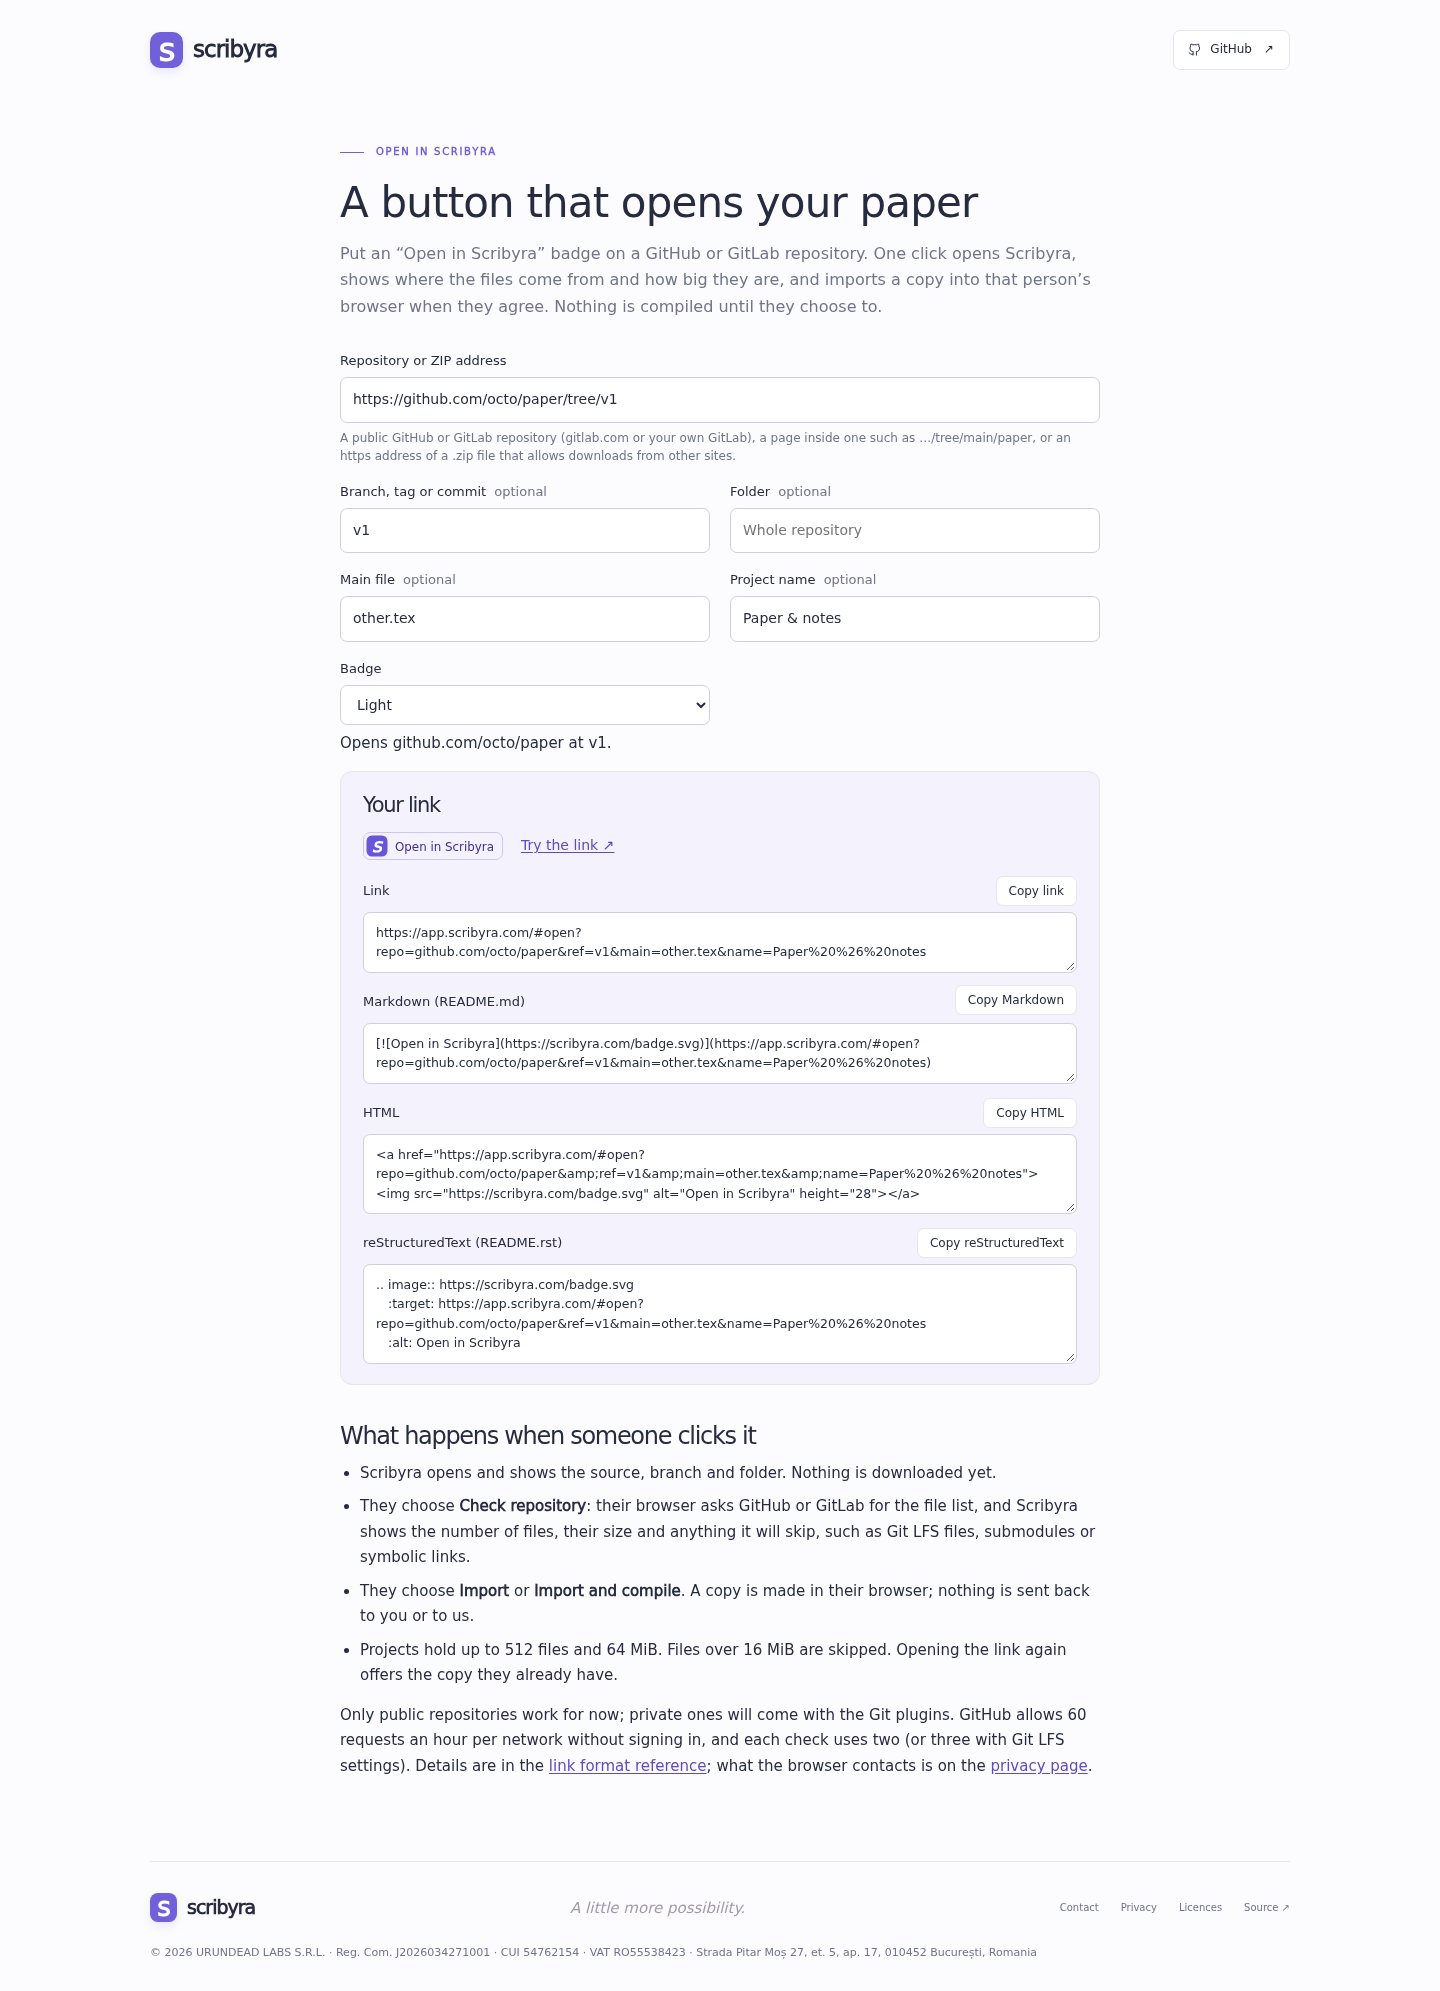 S scribyra
GitHub ↗
OPEN IN SCRIBYRA
A button that opens your paper
Put an “Open in Scribyra” badge on a GitHub or GitLab repository. One click opens Scribyra,
shows where the files come from and how big they are, and imports a copy into that person’s
browser when they agree. Nothing is compiled until they choose to.
Repository or ZIP address
https://github.com/octo/paper/tree/v1
A public GitHub or GitLab repository (gitlab.com or your own GitLab), a page inside one such as …/tree/main/paper, or an
https address of a .zip file that allows downloads from other sites.
Branch, tag or commit optional
Folder optional
v1
Whole repository
Main file optional
Project name optional
other.tex
Paper & notes
Badge
Light
Opens github.com/octo/paper at v1.
Your link
S Open in Scribyra
Try the link ↗
Link
Copy link
https://app.scribyra.com/#open?
repo=github.com/octo/paper&ref=v1&main=other.tex&name=Paper%20%26%20notes
Markdown (README.md)
Copy Markdown
[![Open in Scribyra](https://scribyra.com/badge.svg)](https://app.scribyra.com/#open?
repo=github.com/octo/paper&ref=v1&main=other.tex&name=Paper%20%26%20notes)
HTML
Copy HTML
<a href="https://app.scribyra.com/#open?
repo=github.com/octo/paper&amp;ref=v1&amp;main=other.tex&amp;name=Paper%20%26%20notes">
<img src="https://scribyra.com/badge.svg" alt="Open in Scribyra" height="28"></a>
reStructuredText (README.rst)
Copy reStructuredText
.. image:: https://scribyra.com/badge.svg
:target: https://app.scribyra.com/#open?
repo=github.com/octo/paper&ref=v1&main=other.tex&name=Paper%20%26%20notes
:alt: Open in Scribyra
What happens when someone clicks it
• Scribyra opens and shows the source, branch and folder. Nothing is downloaded yet.
• They choose Check repository: their browser asks GitHub or GitLab for the file list, and Scribyra
shows the number of files, their size and anything it will skip, such as Git LFS files, submodules or
symbolic links.
• They choose Import or Import and compile. A copy is made in their browser; nothing is sent back
to you or to us.
• Projects hold up to 512 files and 64 MiB. Files over 16 MiB are skipped. Opening the link again
offers the copy they already have.
Only public repositories work for now; private ones will come with the Git plugins. GitHub allows 60
requests an hour per network without signing in, and each check uses two (or three with Git LFS
settings). Details are in the link format reference; what the browser contacts is on the privacy page.
S scribyra
A little more possibility.
Contact Privacy Licences Source ↗
© 2026 URUNDEAD LABS S.R.L. · Reg. Com. J2026034271001 · CUI 54762154 · VAT RO55538423 · Strada Pitar Moș 27, et. 5, ap. 17, 010452 București, Romania